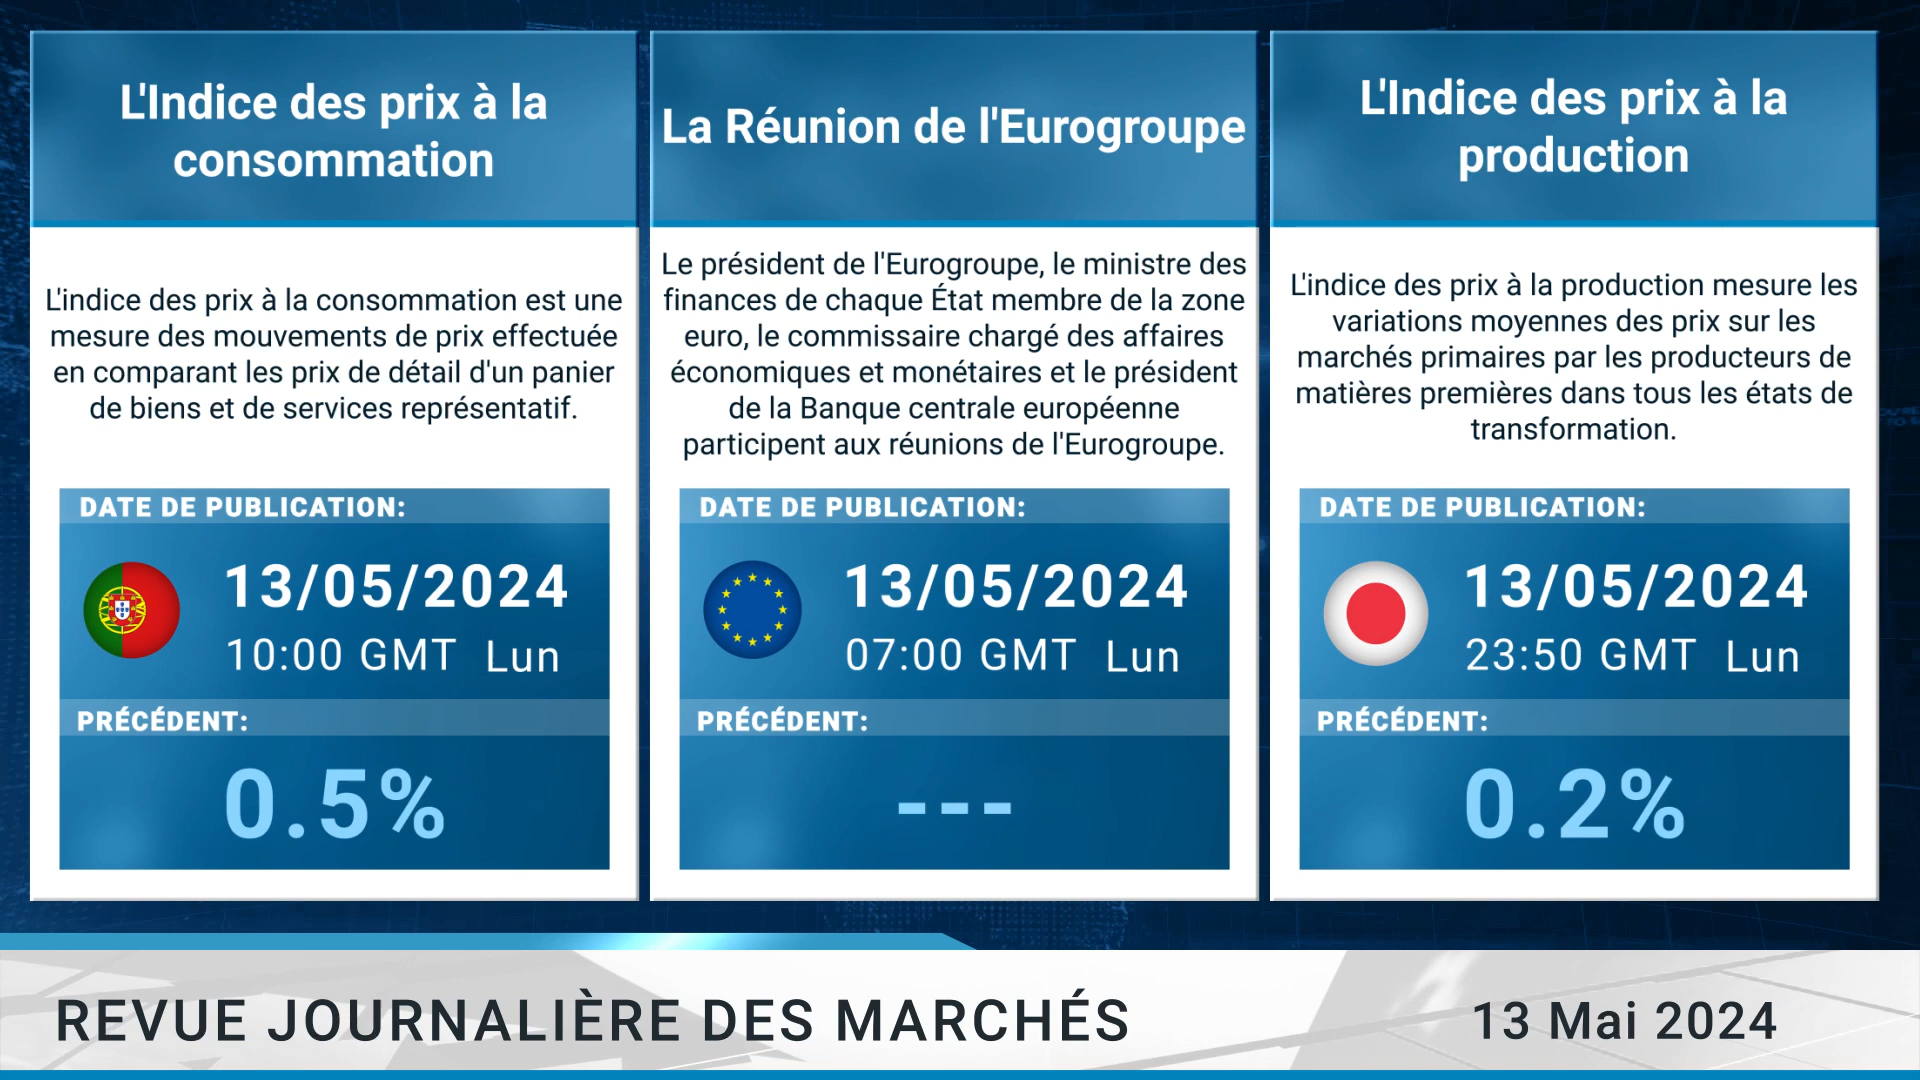 L'Indice des prix à la
consommation
L'indice des prix à la consommation est une
mesure des mouvements de prix effectuée
en comparant les prix de détail d'un panier
de biens et de services représentatif.
DATE DE PUBLICATION:
13/05/2024
10:00 GMT Lun
PRÉCÉDENT:
0.5%
La Réunion de l'Eurogroupe
Le président de l'Eurogroupe, le ministre des
finances de chaque État membre de la zone
euro, le commissaire chargé des affaires
économiques et monétaires et le président
de la Banque centrale européenne
participent aux réunions de l'Eurogroupe.
DATE DE PUBLICATION:
13/05/2024
07:00 GMT Lun
PRÉCÉDENT:
---
L'Indice des prix à la
production
L'indice des prix à la production mesure les
variations moyennes des prix sur les
marchés primaires par les producteurs de
matières premières dans tous les états de
transformation.
DATE DE PUBLICATION:
13/05/2024
23:50 GMT Lun
PRÉCÉDENT:
0.2%
REVUE JOURNALIÈRE DES MARCHÉS
13 Mai 2024